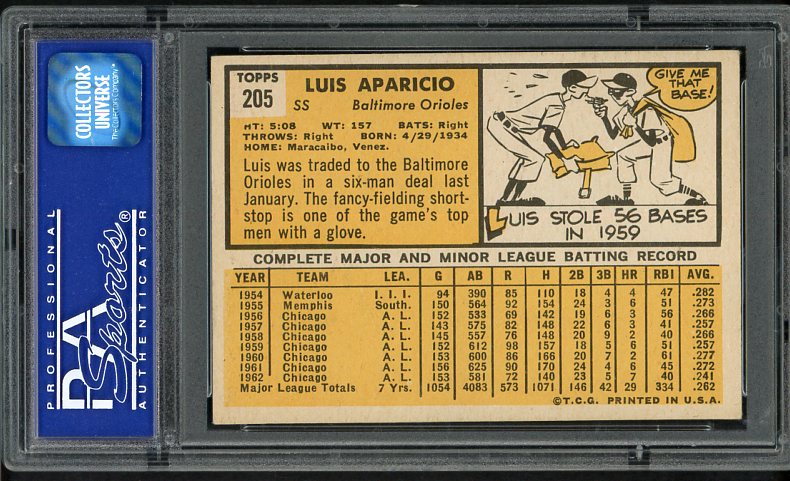 COLLECTORS
UNIVERSE
The Collectors Company
PROFESSIONAL
PSA
Sports
®
AUTHENTICATOR
TOPPS
205
LUIS APARICIO
SS Baltimore Orioles
HT: 5:08 WT: 157 BATS: Right
THROWS: Right BORN: 4/29/1934
HOME: Maracaibo, Venez.
Luis was traded to the Baltimore
Orioles in a six-man deal last
January. The fancy-fielding short-
stop is one of the game's top
men with a glove.
GIVE ME
THAT
BASE!
LUIS STOLE 56 BASES
IN 1959
COMPLETE MAJOR AND MINOR LEAGUE BATTING RECORD
YEAR TEAM LEA. G AB R H 2B 3B HR RBI AVG.
1954 Waterloo I. I. I. 94 390 85 110 18 4 4 47 .282
1955 Memphis South. 150 564 92 154 24 3 6 51 .273
1956 Chicago A. L. 152 533 69 142 19 6 3 56 .266
1957 Chicago A. L. 143 575 82 148 22 6 3 41 .257
1958 Chicago A. L. 145 557 76 148 20 9 2 40 .266
1959 Chicago A. L. 152 612 98 157 18 5 6 51 .257
1960 Chicago A. L. 153 600 86 166 20 7 2 61 .277
1961 Chicago A. L. 156 625 90 170 24 4 6 45 .272
1962 Chicago A. L. 153 581 72 140 23 5 7 40 .241
Major League Totals 7 Yrs. 1054 4083 573 1071 146 42 29 334 .262
©T.C.G. PRINTED IN U.S.A.